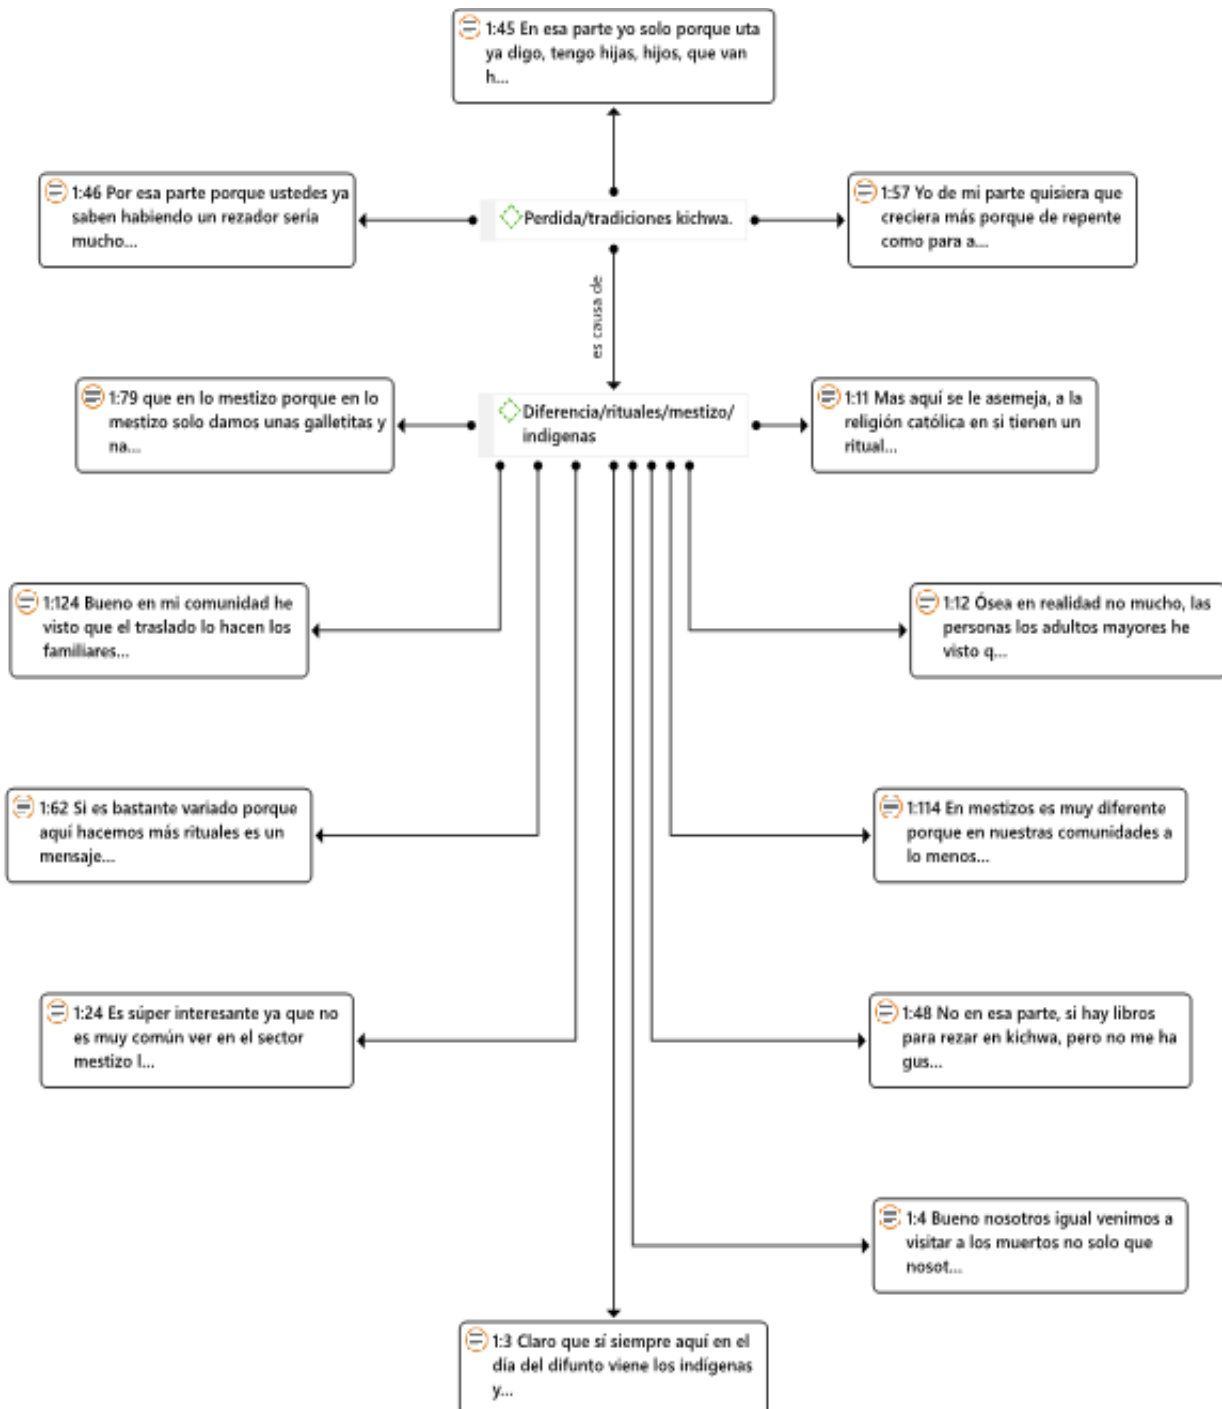 1:45 En esa parte yo solo porque uta
ya digo, tengo hijas, hijos, que van
h...
1:46 Por esa parte porque ustedes ya
saben habiendo un rezador sería
mucho...
Perdida/tradiciones kichwa.
1:57 Yo de mi parte quisiera que
creciera más porque de repente
como para a...
es causa de
1:79 que en lo mestizo porque en lo
mestizo solo damos unas galletitas y
na...
Diferencia/rituales/mestizo/
indigenas
1:11 Mas aquí se le asemeja, a la
religión católica en si tienen un
ritual...
1:124 Bueno en mi comunidad he
visto que el traslado lo hacen los
familiares...
1:12 Ósea en realidad no mucho, las
personas los adultos mayores he
visto q...
1:62 Si es bastante variado porque
aquí hacemos más rituales es un
mensaje...
1:114 En mestizos es muy diferente
porque en nuestras comunidades a
lo menos...
1:24 Es súper interesante ya que no
es muy común ver en el sector
mestizo l...
1:48 No en esa parte, si hay libros
para rezar en kichwa, pero no me ha
gus...
1:4 Bueno nosotros igual venimos a
visitar a los muertos no solo que
nosot...
1:3 Claro que sí siempre aquí en el
día del difunto viene los indígenas
y...